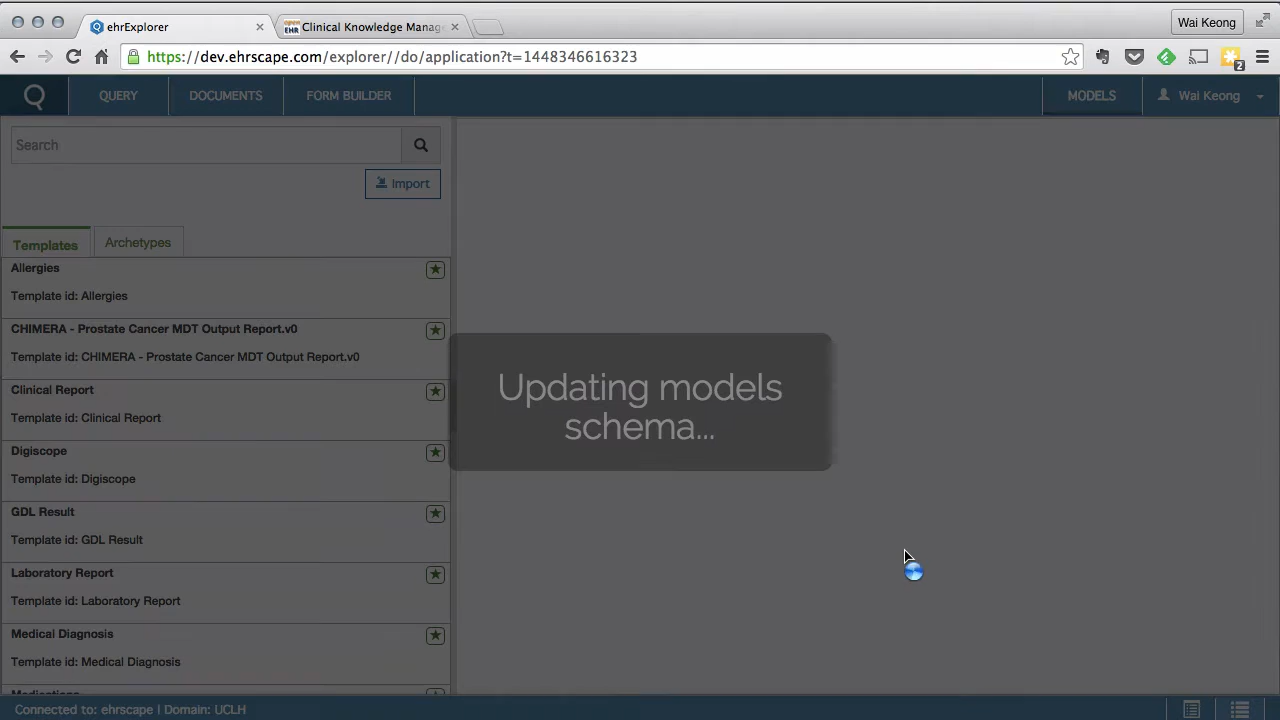 ehrExplorer
open
EHR
Clinical Knowledge Manag
Wai Keong
https://dev.ehrscape.com/explorer//do/application?t=1448346616323
2
QUERY
DOCUMENTS
FORM BUILDER
MODELS
Wai Keong
Search
Import
Templates
Archetypes
Allergies
Template id: Allergies
CHIMERA - Prostate Cancer MDT Output Report.v0
Template id: CHIMERA - Prostate Cancer MDT Output Report.v0
Clinical Report
Template id: Clinical Report
Digiscope
Template id: Digiscope
GDL Result
Template id: GDL Result
Laboratory Report
Template id: Laboratory Report
Medical Diagnosis
Template id: Medical Diagnosis
Medications
Updating models
schema...
Connected to: ehrscape | Domain: UCLH